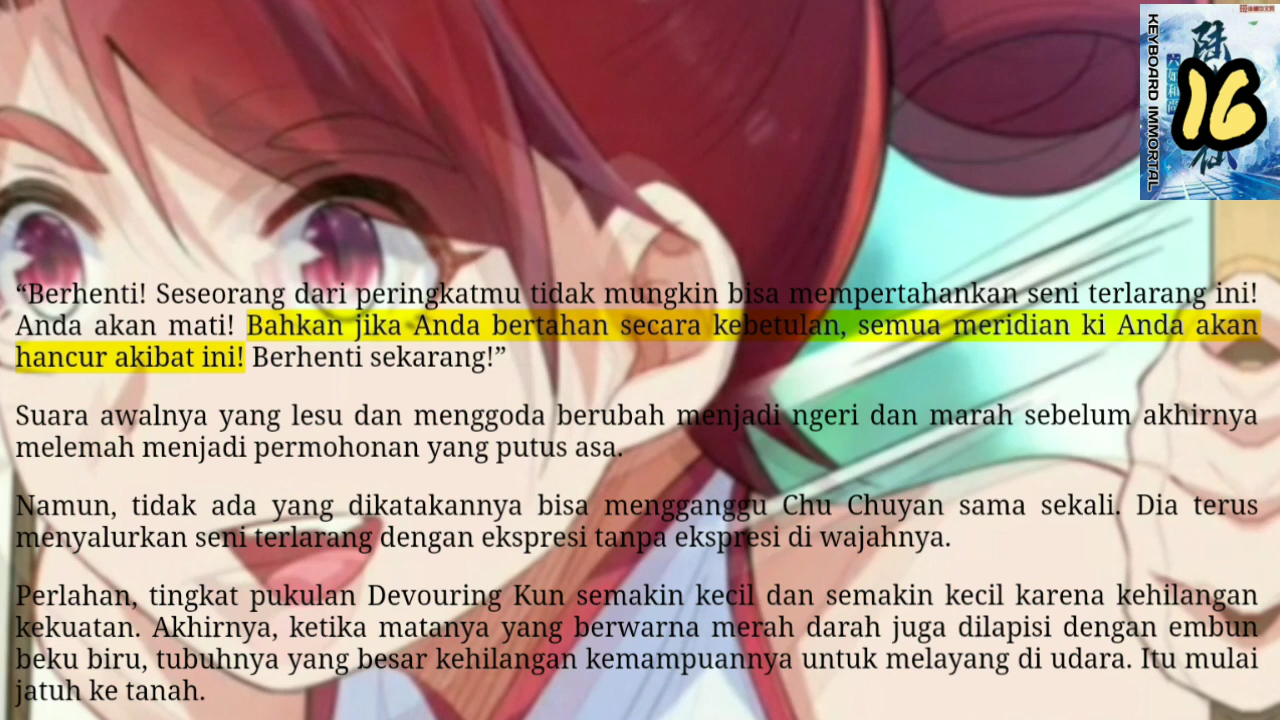 “Berhenti! Seseorang dari peringkatmu tidak mungkin bisa mempertahankan seni terlarang ini!
Anda akan mati! Bahkan jika Anda bertahan secara kebetulan, semua meridian ki Anda akan
hancur akibat ini! Berhenti sekarang!”
Suara awalnya yang lesu dan menggoda berubah menjadi ngeri dan marah sebelum akhirnya
melemah menjadi permohonan yang putus asa.
Namun, tidak ada yang dikatakannya bisa mengganggu Chu Chuyan sama sekali. Dia terus
menyalurkan seni terlarang dengan ekspresi tanpa ekspresi di wajahnya.
Perlahan, tingkat pukulan Devouring Kun semakin kecil dan semakin kecil karena kehilangan
kekuatan. Akhirnya, ketika matanya yang berwarna merah darah juga dilapisi dengan embun
beku biru, tubuhnya yang besar kehilangan kemampuannya untuk melayang di udara. Itu mulai
jatuh ke tanah.
KEYBOARD IMMORTAL
16